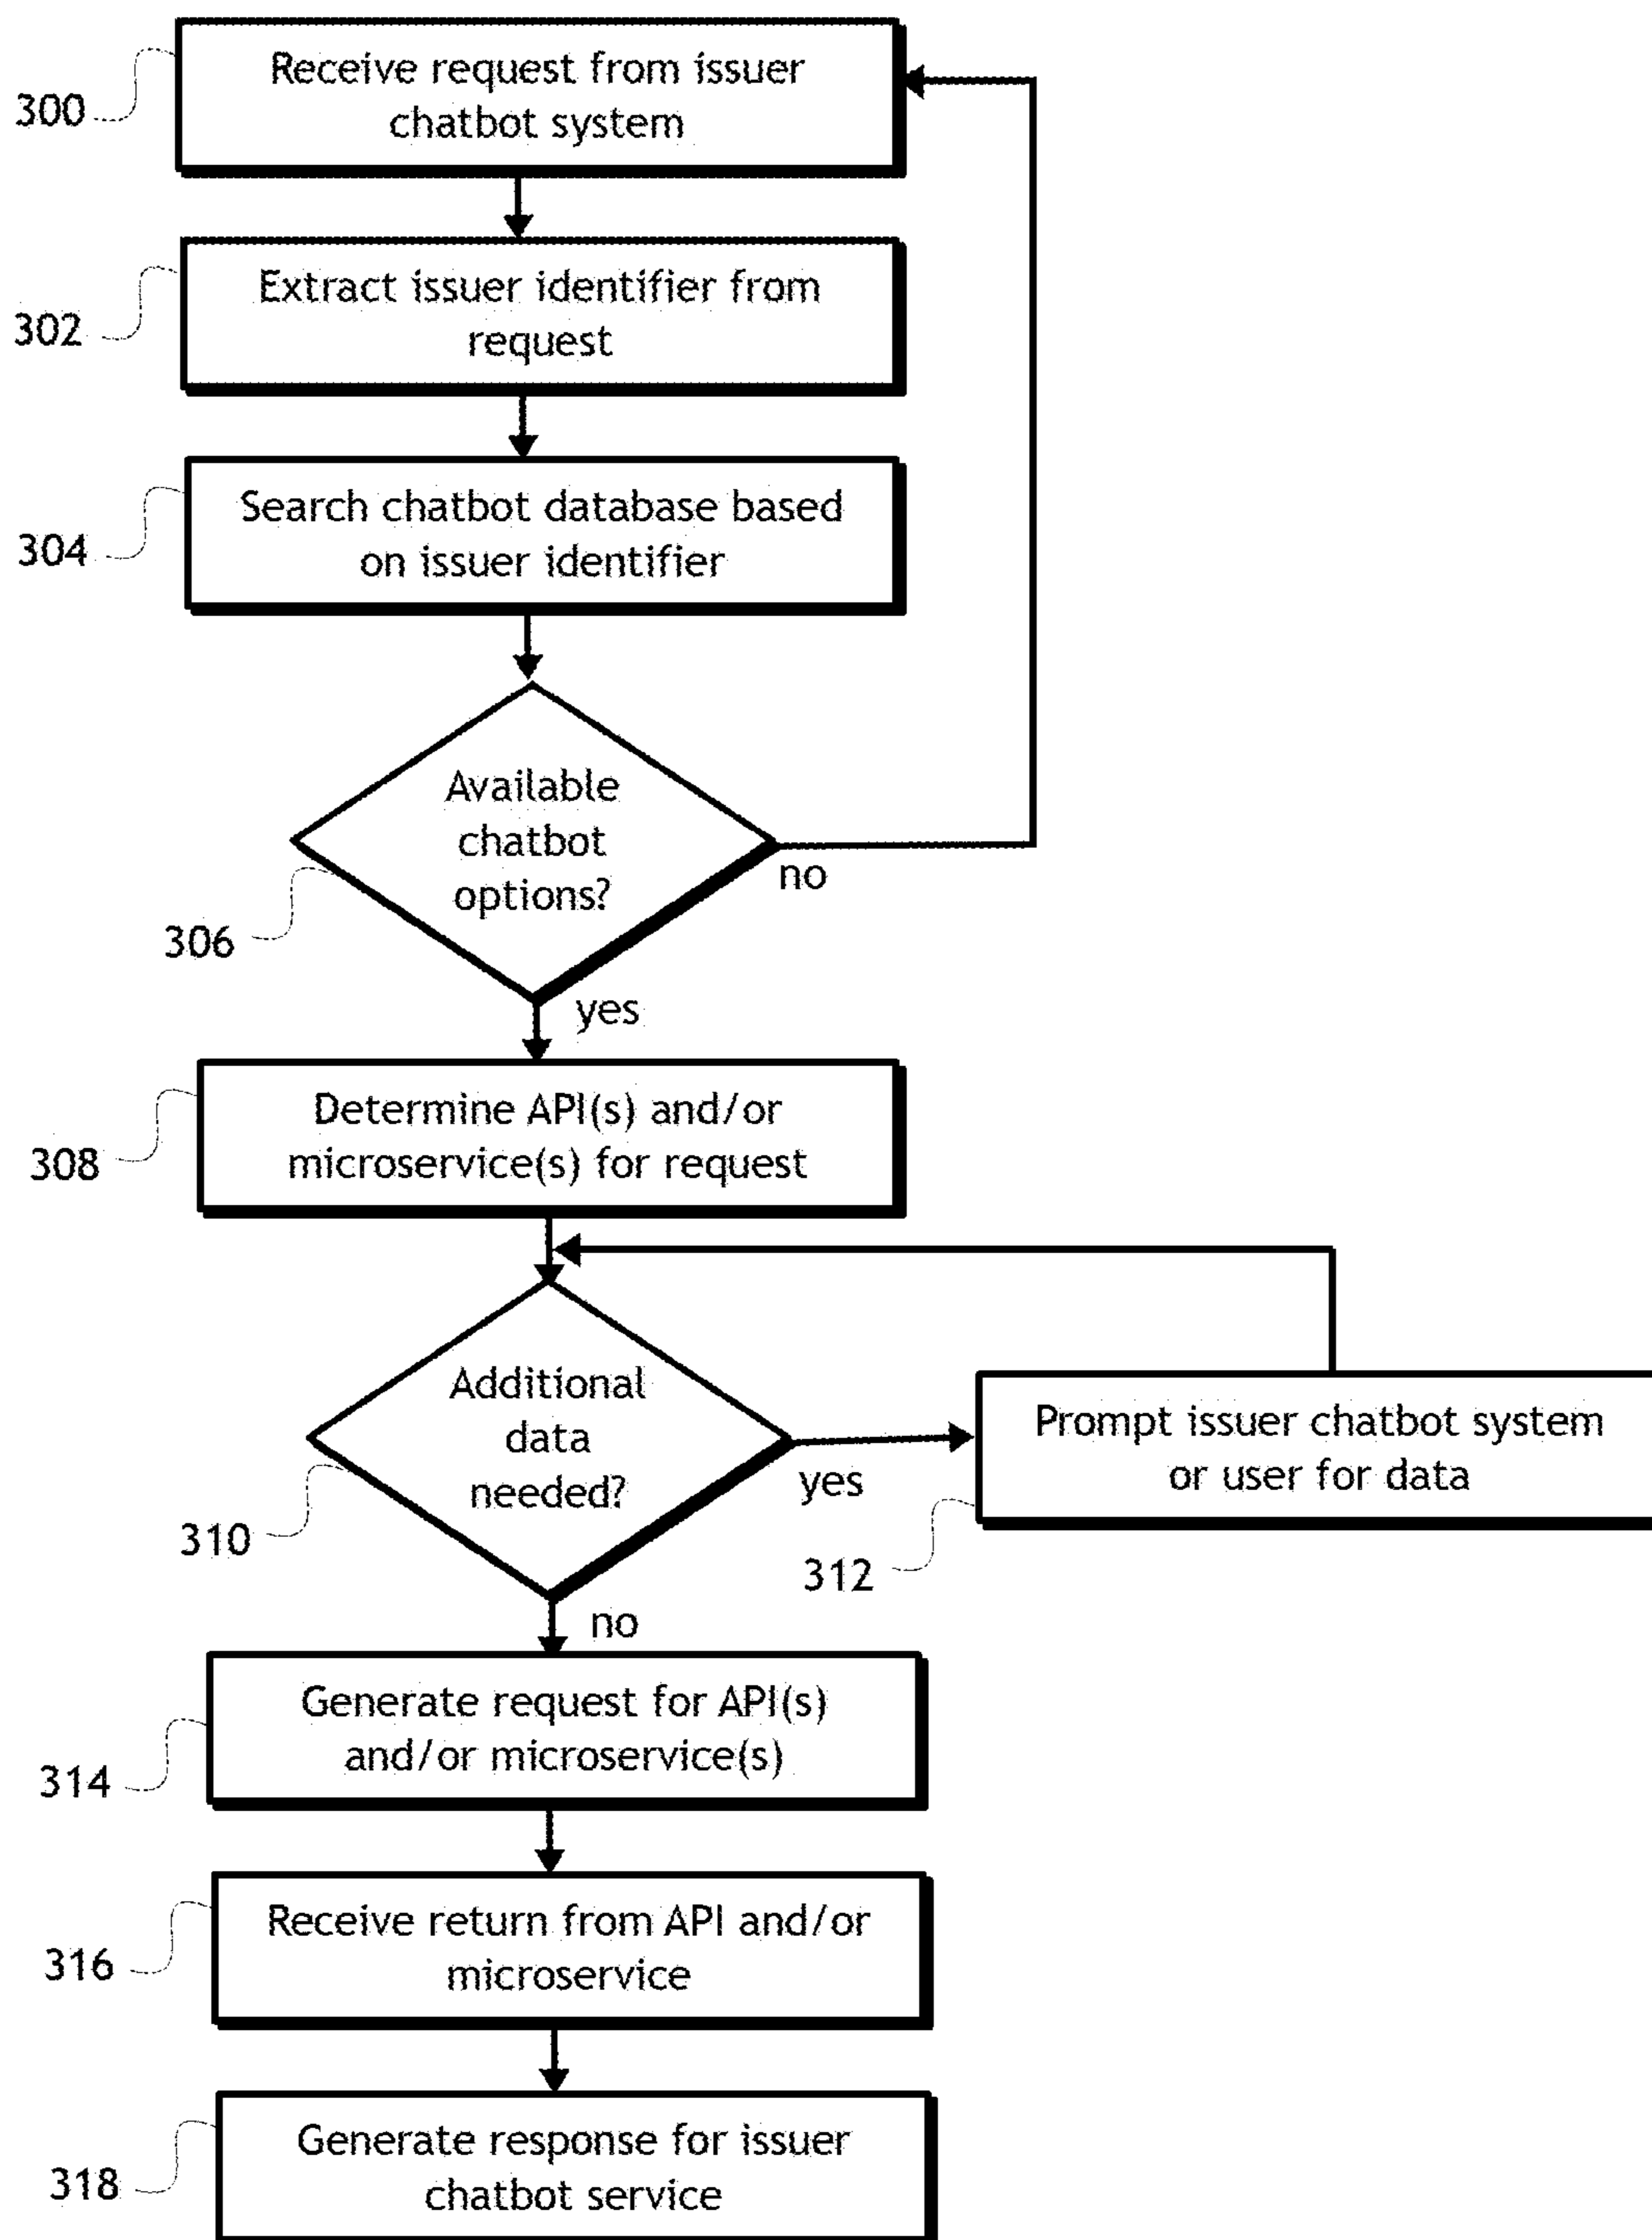 Receive request from issuer
chatbot system
300
Extract issuer identifier from
request
302
Search chatbot database based
on issuer identifier
304
Available
chatbot
options?
no
306
yes
Determine API(s) and/or
microservice(s) for request
308
Additional
data
needed?
yes
310
Prompt issuer chatbot system
or user for data
312
no
Generate request for API(s)
and/or microservice(s)
314
Receive return from API and/or
microservice
316
Generate response for issuer
chatbot service
318